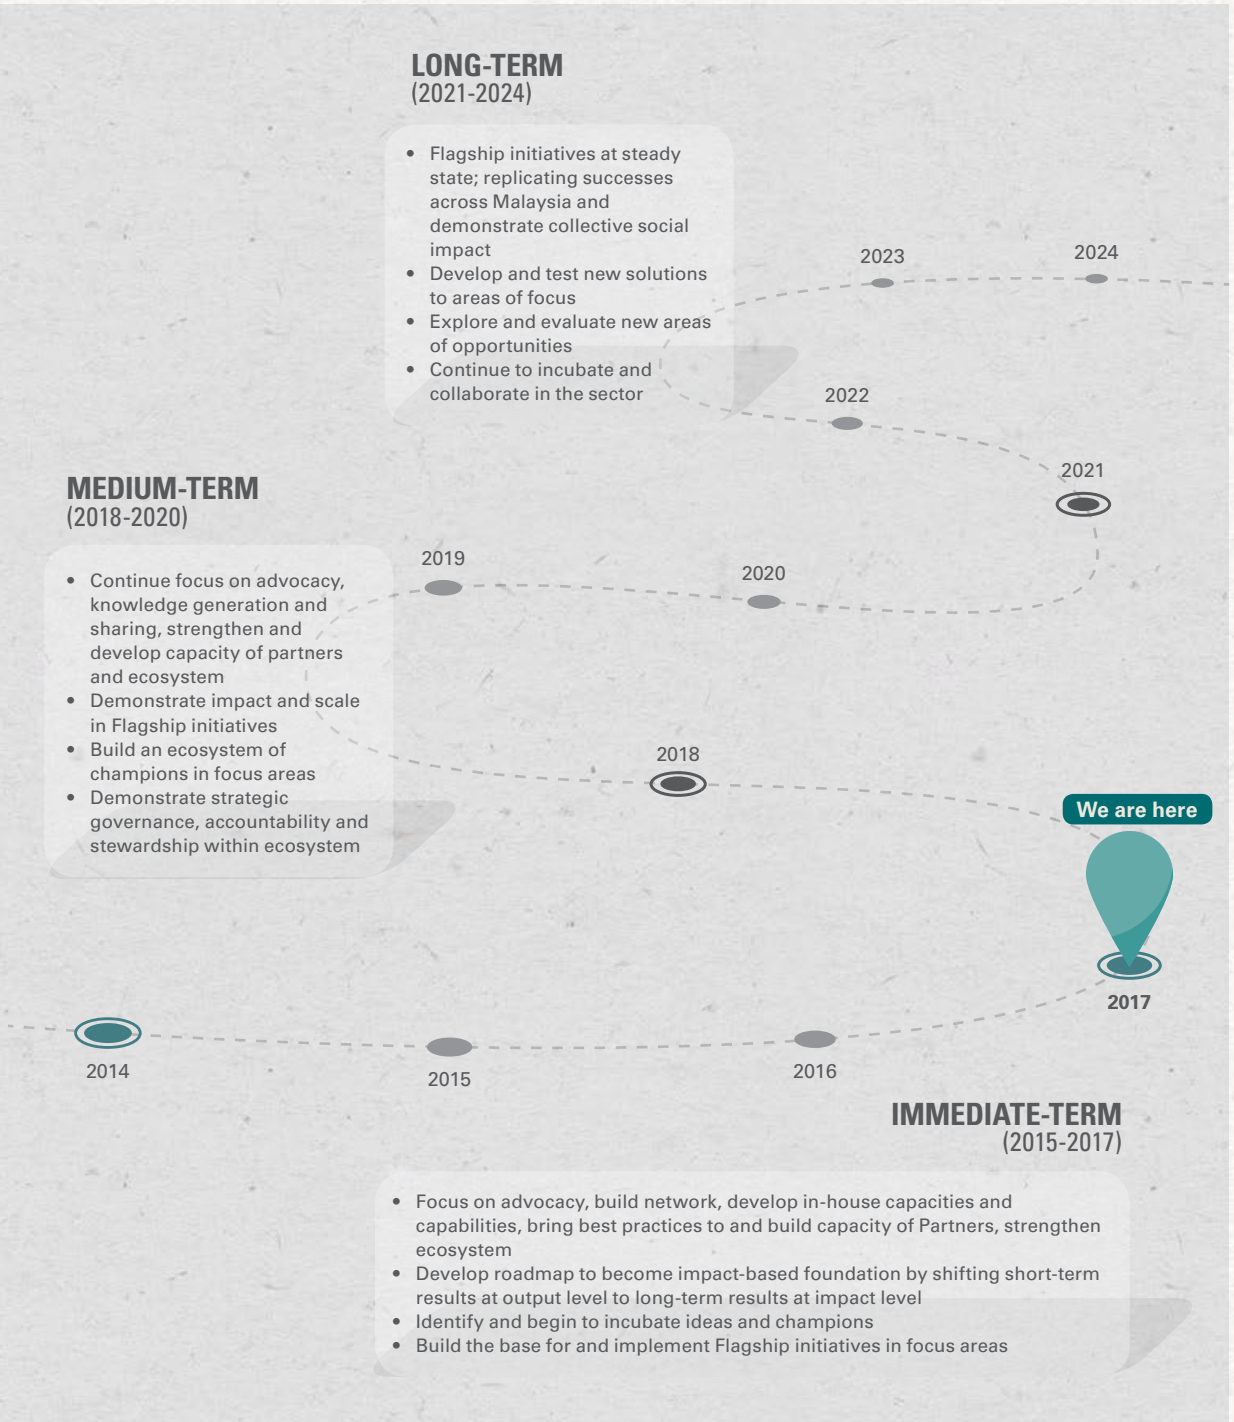 LONG-TERM
(2021-2024)
• Flagship initiatives at steady
state; replicating successes
across Malaysia and
demonstrate collective social
impact
• Develop and test new solutions
to areas of focus
• Explore and evaluate new areas
of opportunities
• Continue to incubate and
collaborate in the sector
2023
2024
2022
2021
MEDIUM-TERM
(2018-2020)
• Continue focus on advocacy,
knowledge generation and
sharing, strengthen and
develop capacity of partners
and ecosystem
• Demonstrate impact and scale
in Flagship initiatives
• Build an ecosystem of
champions in focus areas
• Demonstrate strategic
governance, accountability and
stewardship within ecosystem
2019
2020
2018
We are here
2017
2014
2015
2016
IMMEDIATE-TERM
(2015-2017)
• Focus on advocacy, build network, develop in-house capacities and
capabilities, bring best practices to and build capacity of Partners, strengthen
ecosystem
• Develop roadmap to become impact-based foundation by shifting short-term
results at output level to long-term results at impact level
• Identify and begin to incubate ideas and champions
• Build the base for and implement Flagship initiatives in focus areas